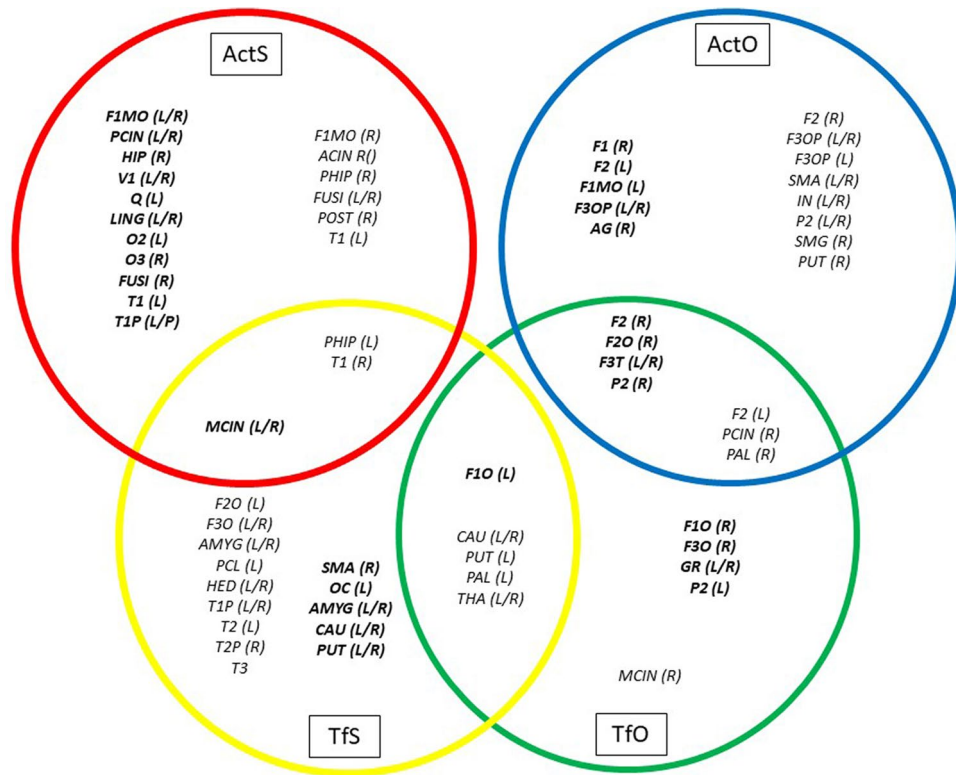 ActS
F1MO (L/R)
PCIN (L/R)
HIP (R)
V1 (L/R)
Q (L)
LING (L/R)
O2 (L)
O3 (R)
FUSI (R)
T1 (L)
T1P (L/P)
F1MO (R)
ACIN R()
PHIP (R)
FUSI (L/R)
POST (R)
T1 (L)
ActO
F1 (R)
F2 (L)
F1MO (L)
F3OP (L/R)
AG (R)
F2 (R)
F3OP (L/R)
F3OP (L)
SMA (L/R)
IN (L/R)
P2 (L/R)
SMG (R)
PUT (R)
PHIP (L)
T1 (R)
MCIN (L/R)
F2 (R)
F2O (R)
F3T (L/R)
P2 (R)
F2 (L)
PCIN (R)
PAL (R)
F2O (L)
F3O (L/R)
AMYG (L/R)
PCL (L)
HED (L/R)
T1P (L/R)
T2 (L)
T2P (R)
T3
SMA (R)
OC (L)
AMYG (L/R)
CAU (L/R)
PUT (L/R)
F1O (L)
CAU (L/R)
PUT (L)
PAL (L)
THA (L/R)
F1O (R)
F3O (R)
GR (L/R)
P2 (L)
MCIN (R)
TfS
TfO